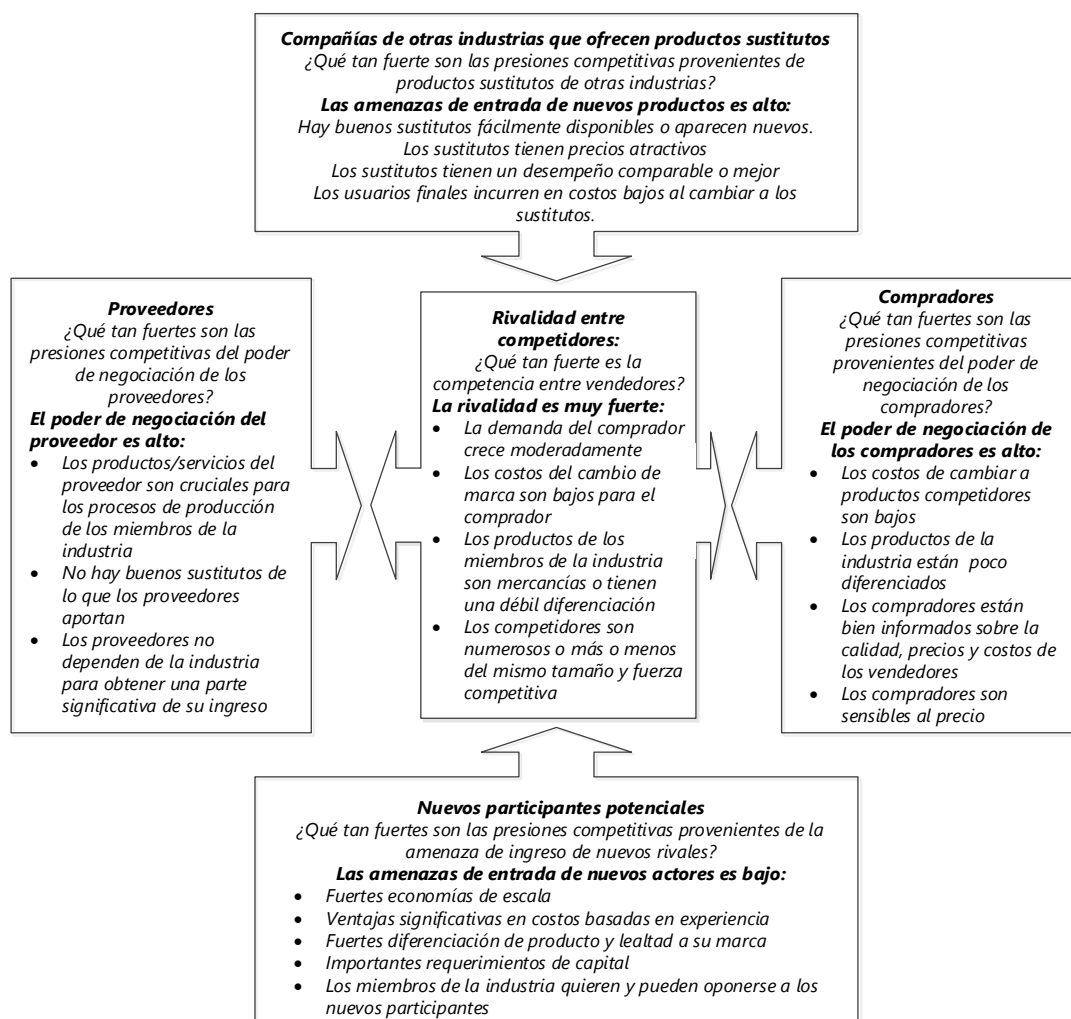 Compañías de otras industrias que ofrecen productos sustitutos
¿Qué tan fuerte son las presiones competitivas provenientes de
productos sustitutos de otras industrias?
Las amenazas de entrada de nuevos productos es alto:
Hay buenos sustitutos fácilmente disponibles o aparecen nuevos.
Los sustitutos tienen precios atractivos
Los sustitutos tienen un desempeño comparable o mejor
Los usuarios finales incurren en costos bajos al cambiar a los
sustitutos.
Proveedores
¿Qué tan fuertes son las
presiones competitivas del poder
de negociación de los
proveedores?
El poder de negociación del
proveedor es alto:
• Los productos/servicios del
proveedor son cruciales para
los procesos de producción
de los miembros de la
industria
• No hay buenos sustitutos de
lo que los proveedores
aportan
• Los proveedores no
dependen de la industria
para obtener una parte
significativa de su ingreso
Rivalidad entre
competidores:
¿Qué tan fuerte es la
competencia entre vendedores?
La rivalidad es muy fuerte:
• La demanda del comprador
crece moderadamente
• Los costos del cambio de
marca son bajos para el
comprador
• Los productos de los
miembros de la industria
son mercancías o tienen
una débil diferenciación
• Los competidores son
numerosos o más o menos
del mismo tamaño y fuerza
competitiva
Compradores
¿Qué tan fuertes son las
presiones competitivas
provenientes del poder de
negociación de los
compradores?
El poder de negociación de
los compradores es alto:
• Los costos de cambiar a
productos competidores
son bajos
• Los productos de la
industria están poco
diferenciados
• Los compradores están
bien informados sobre la
calidad, precios y costos de
los vendedores
• Los compradores son
sensibles al precio
Nuevos participantes potenciales
¿Qué tan fuertes son las presiones competitivas provenientes de la
amenaza de ingreso de nuevos rivales?
Las amenazas de entrada de nuevos actores es bajo:
• Fuertes economías de escala
• Ventajas significativas en costos basadas en experiencia
• Fuertes diferenciación de producto y lealtad a su marca
• Importantes requerimientos de capital
• Los miembros de la industria quieren y pueden oponerse a los
nuevos participantes